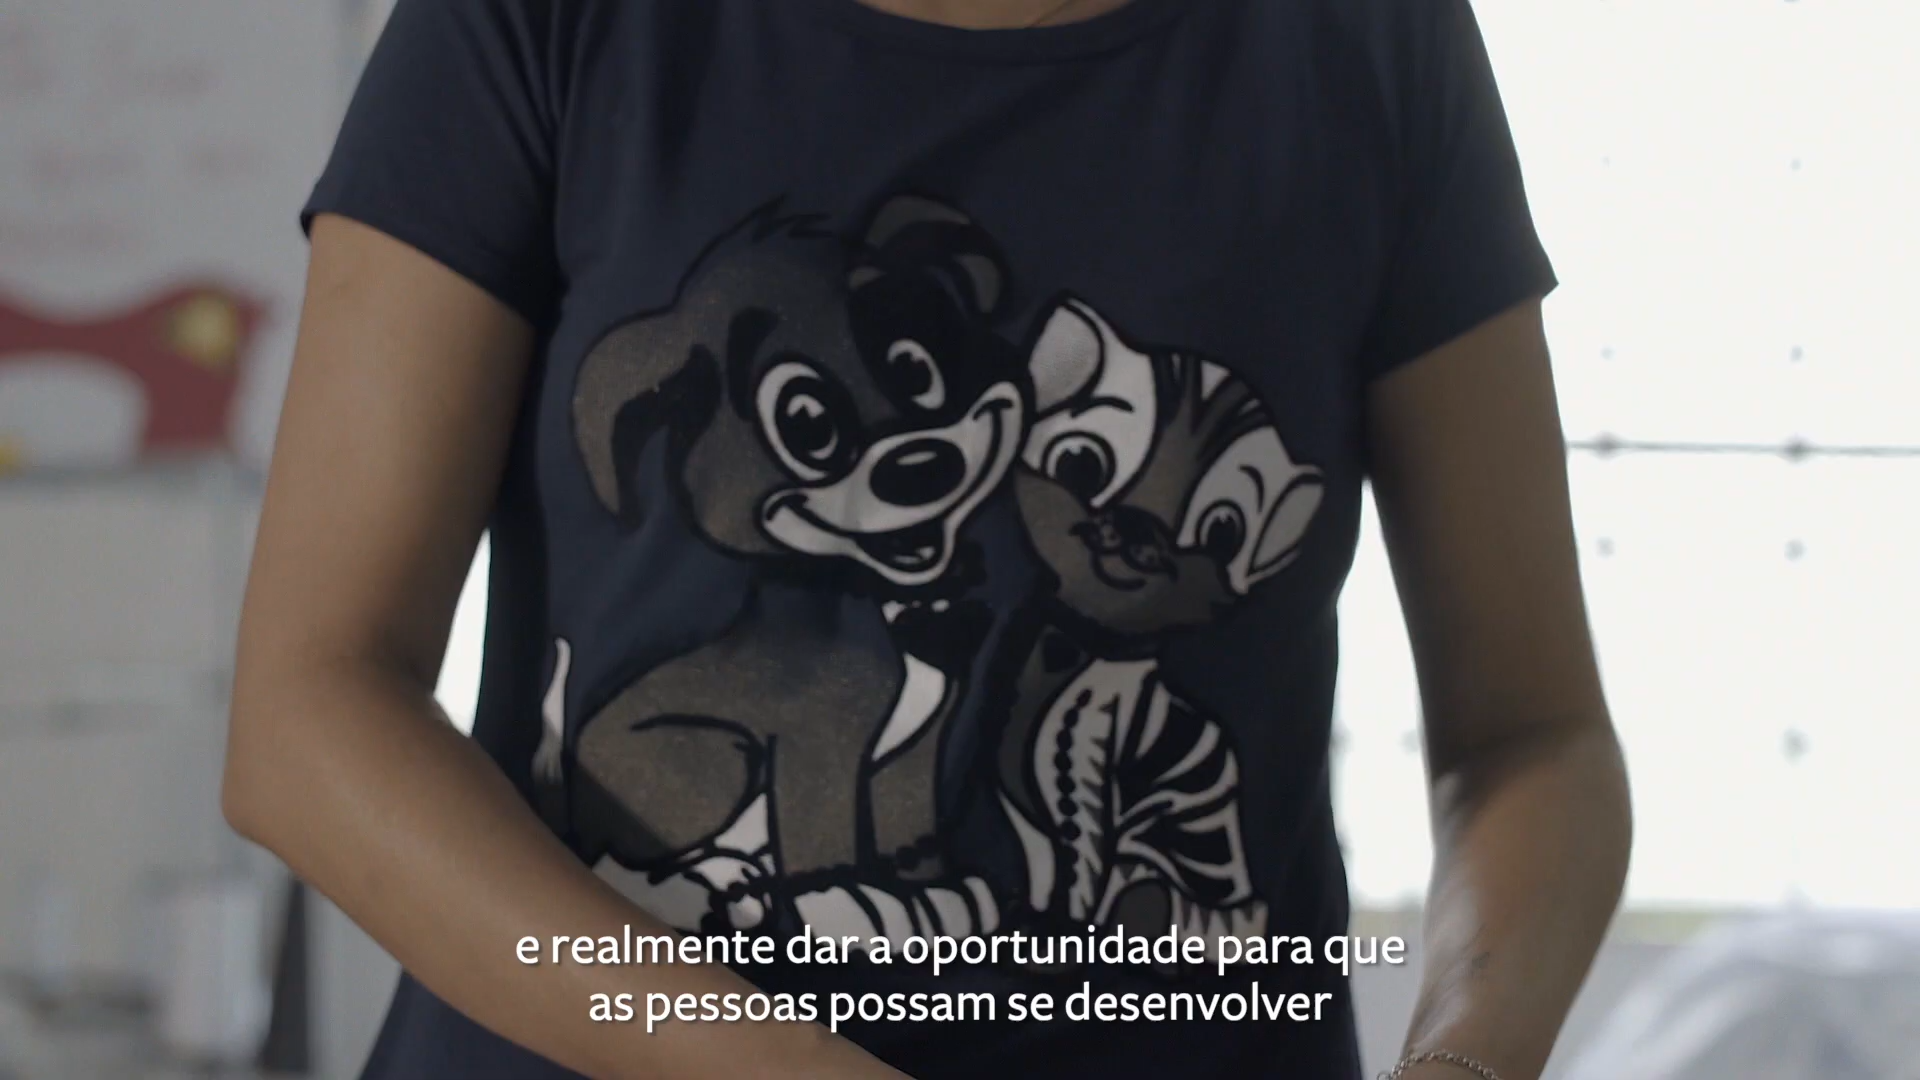 e realmente dar a oportunidade para que
as pessoas possam se desenvolver